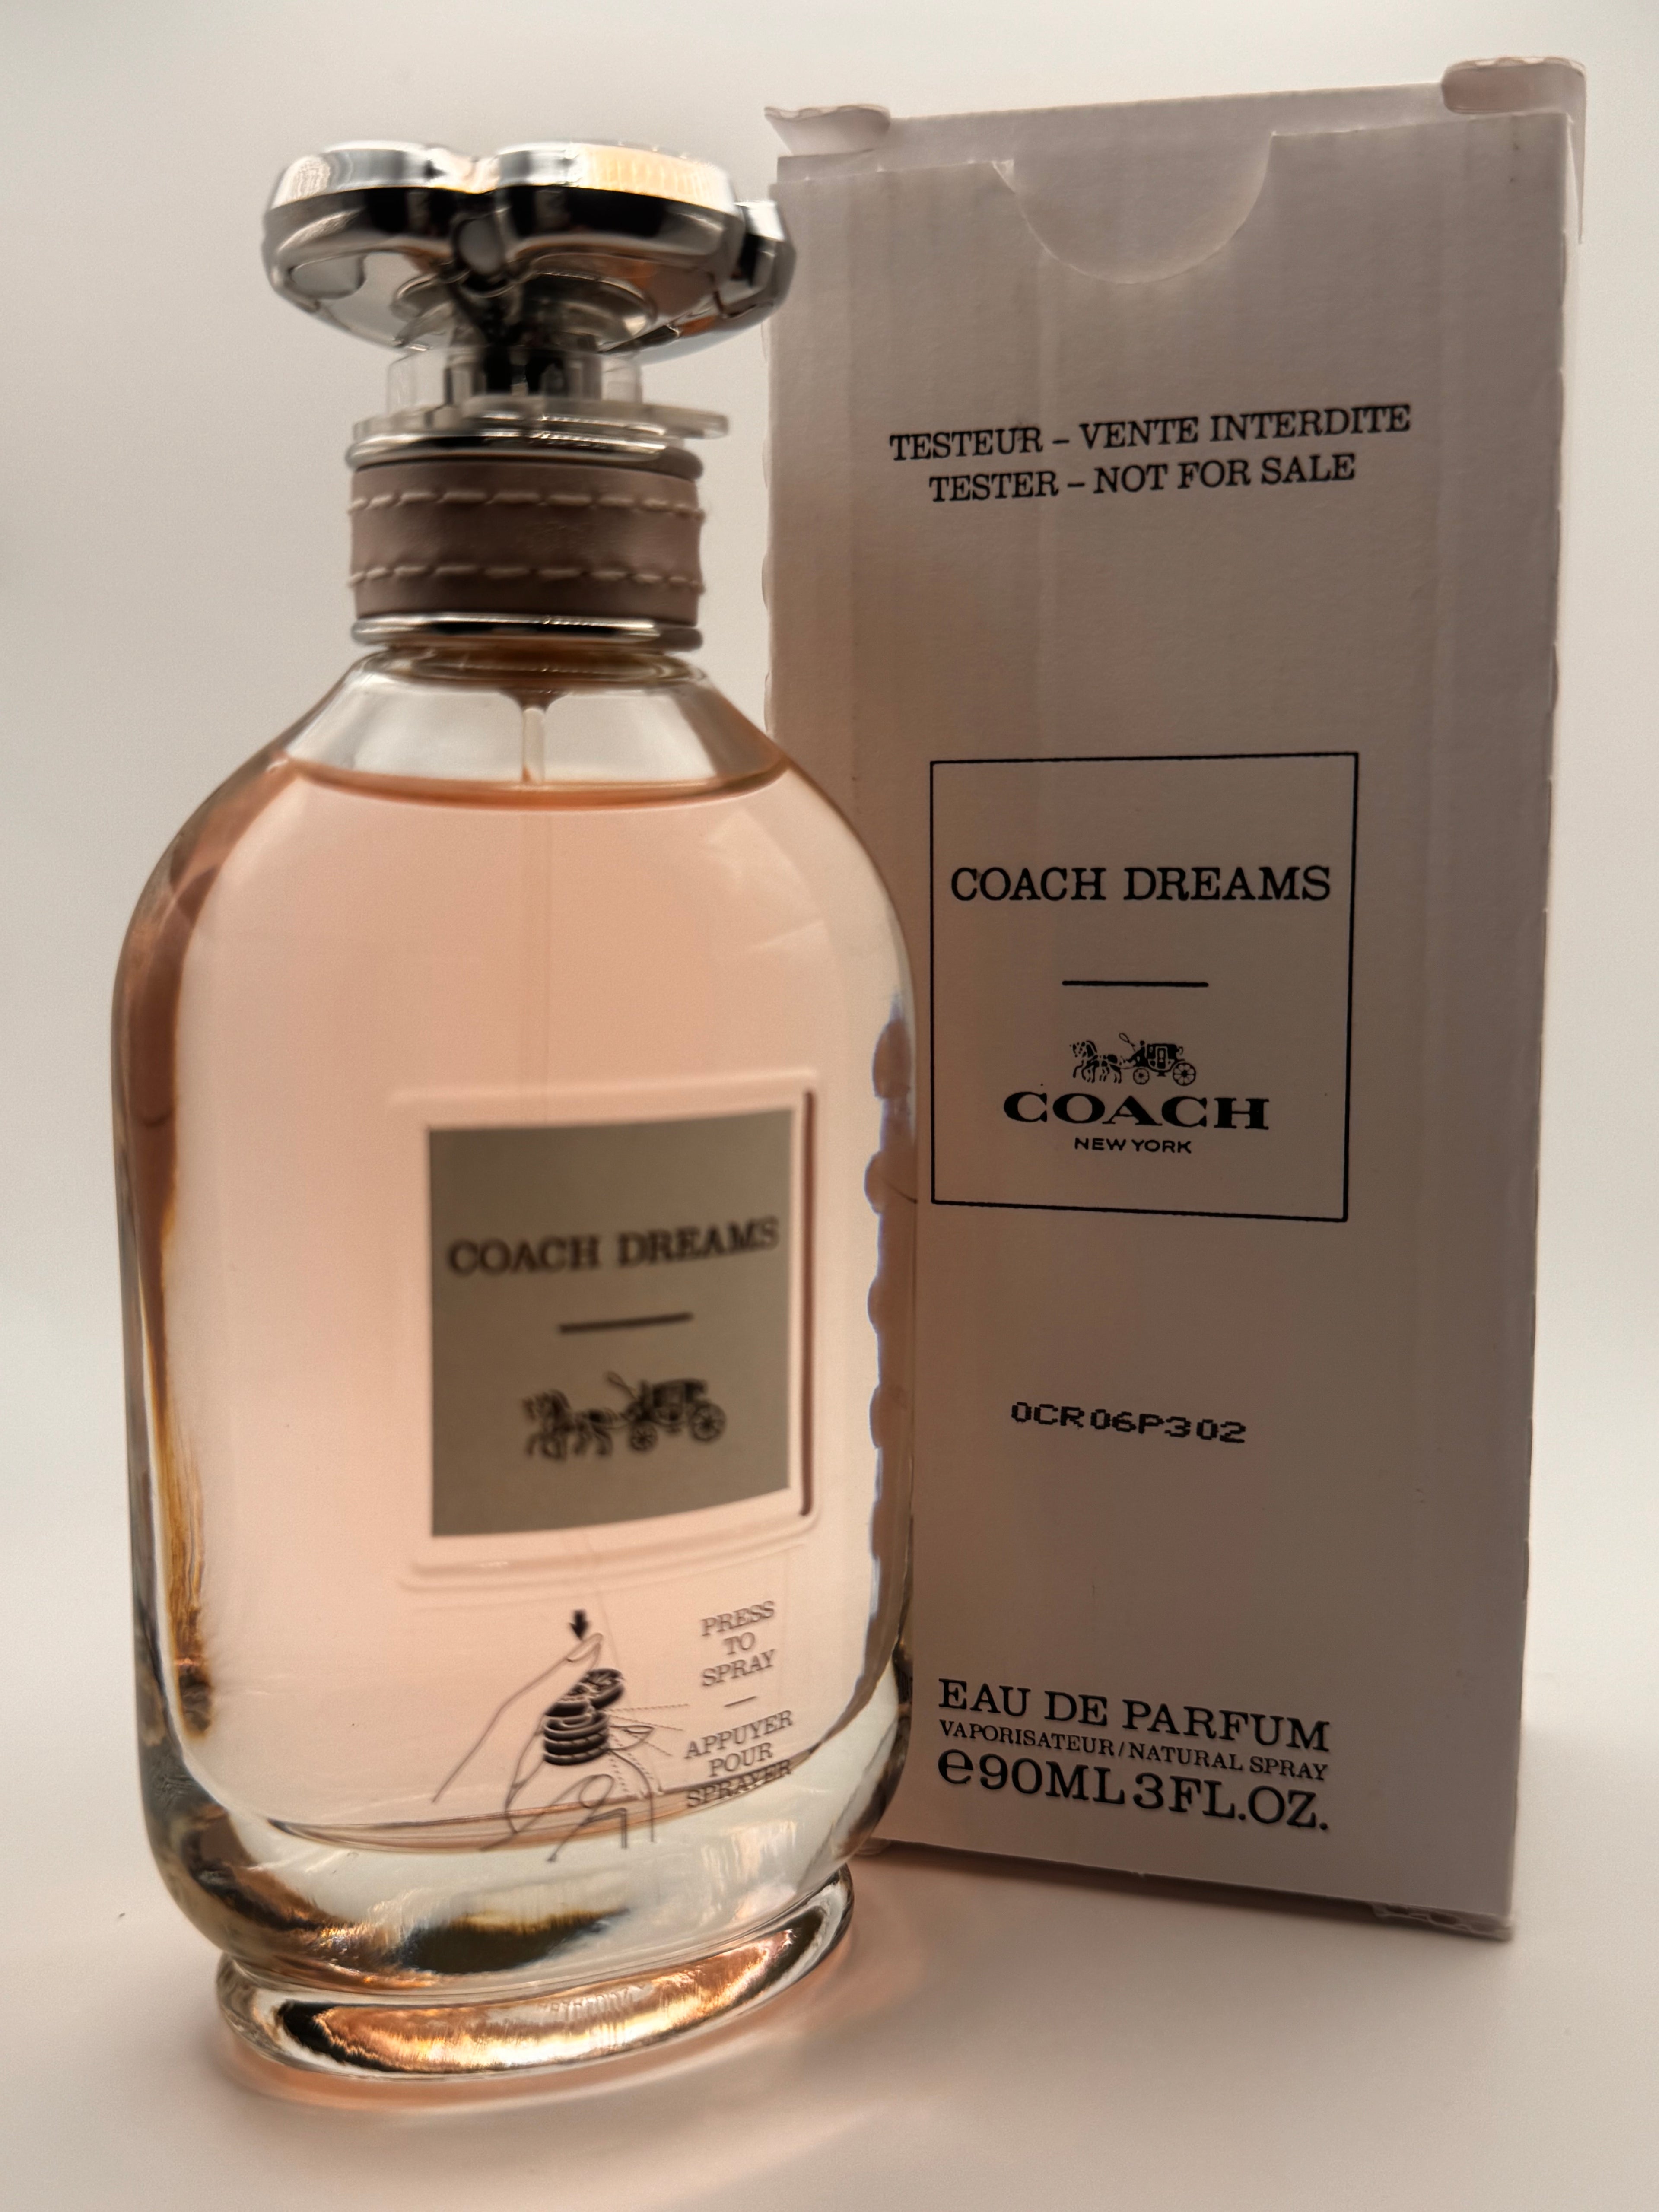 TESTEUR – VENTE INTERDITE
TESTER – NOT FOR SALE
COACH DREAMS
COACH
NEW YORK
0CR06P302
EAU DE PARFUM
VAPORISATEUR/NATURAL SPRAY
e90ML 3FL.OZ.
COACH DREAMS
PRESS
TO
SPRAY
—
APPUYER
POUR
SPRAYER